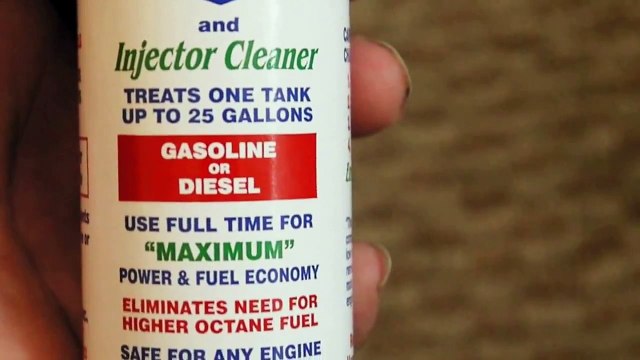 and
Injector Cleaner
TREATS ONE TANK
UP TO 25 GALLONS
GASOLINE
OR
DIESEL
USE FULL TIME FOR
"MAXIMUM"
POWER & FUEL ECONOMY
ELIMINATES NEED FOR
HIGHER OCTANE FUEL
SAFE FOR ANY ENGINE